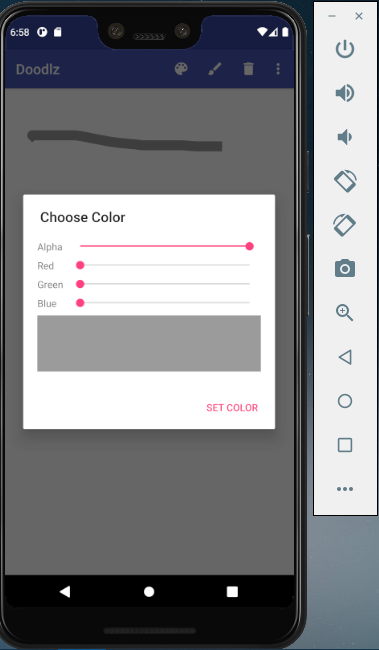 6:58
Doodlz
Choose Color
Alpha
Red
Green
Blue
SET COLOR